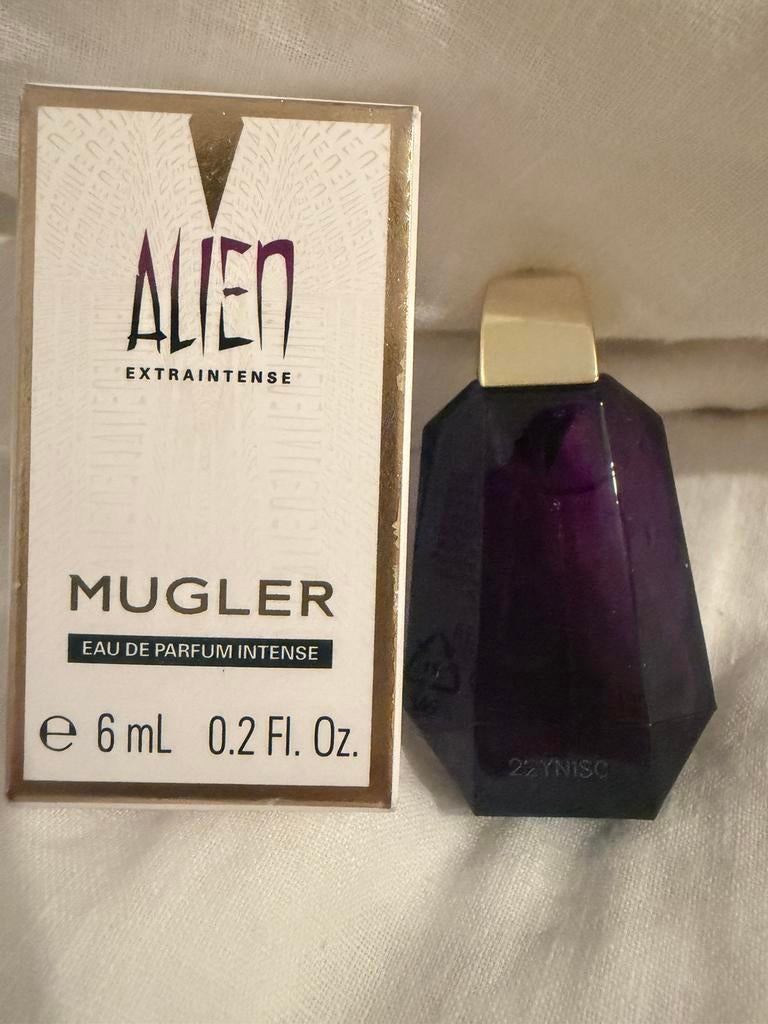 ALIEN
EXTRAINTENSE
MUGLER
EAU DE PARFUM INTENSE
℮ 6 mL 0.2 Fl. Oz.